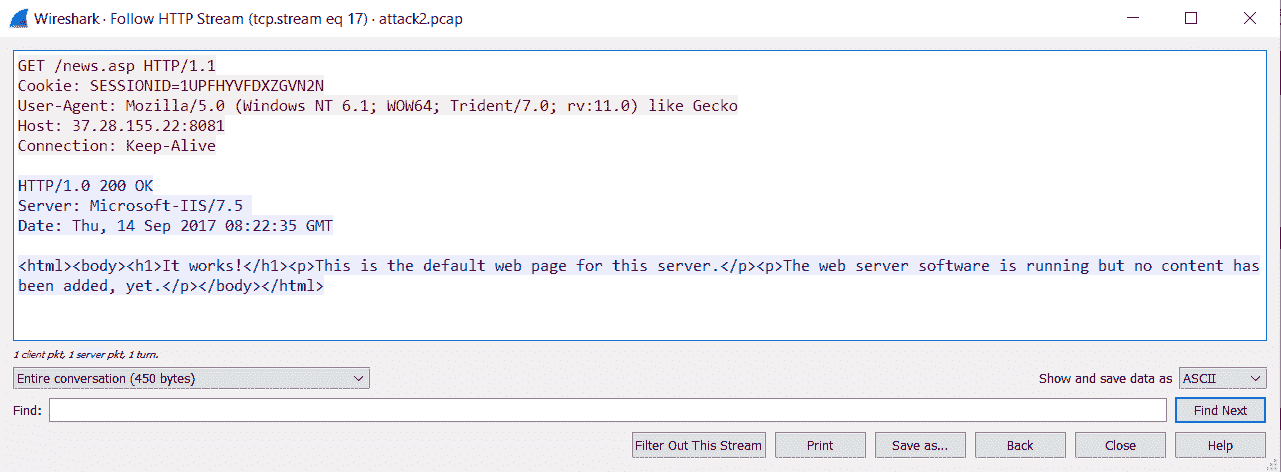 Wireshark · Follow HTTP Stream (tcp.stream eq 17) · attack2.pcap
GET /news.asp HTTP/1.1
Cookie: SESSIONID=1UPFHYVFDXZGVN2N
User-Agent: Mozilla/5.0 (Windows NT 6.1; WOW64; Trident/7.0; rv:11.0) like Gecko
Host: 37.28.155.22:8081
Connection: Keep-Alive
HTTP/1.0 200 OK
Server: Microsoft-IIS/7.5
Date: Thu, 14 Sep 2017 08:22:35 GMT
<html><body><h1>It works!</h1><p>This is the default web page for this server.</p><p>The web server software is running but no content has
been added, yet.</p></body></html>
1 client pkt, 1 server pkt, 1 turn.
Entire conversation (450 bytes) Show and save data as ASCII
Find: Find Next
Filter Out This Stream Print Save as... Back Close Help